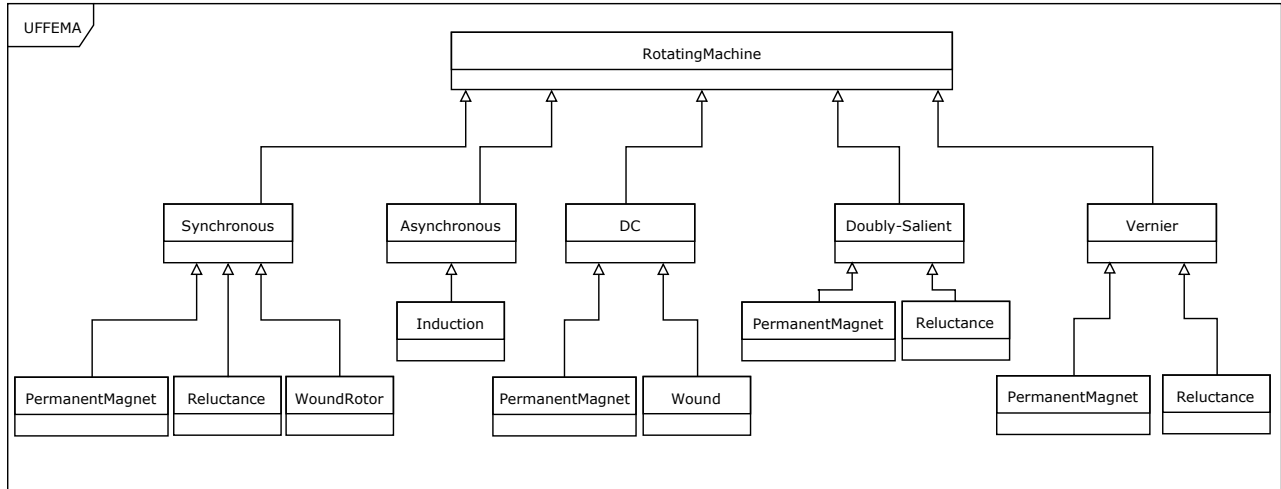 UFFEMA
RotatingMachine
Synchronous
Asynchronous
DC
Doubly-Salient
Vernier
Induction
PermanentMagnet
Reluctance
PermanentMagnet
Reluctance
WoundRotor
PermanentMagnet
Wound
PermanentMagnet
Reluctance